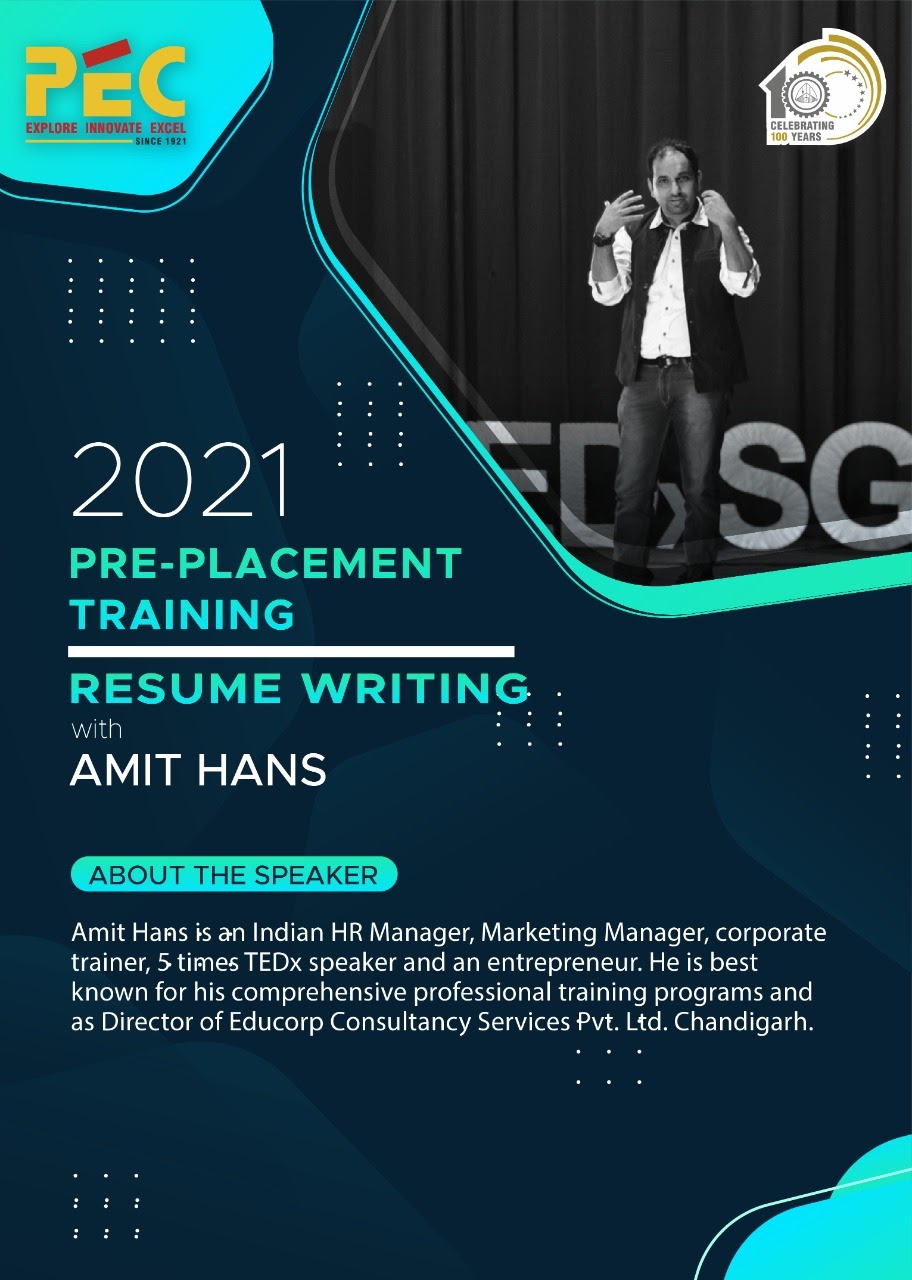 PEC
EXPLORE INNOVATE EXCEL
SINCE 1921
CELEBRATING
100 YEARS
EDxSG
2021
PRE-PLACEMENT
TRAINING
RESUME WRITING
with
AMIT HANS
ABOUT THE SPEAKER
Amit Hans is an Indian HR Manager, Marketing Manager, corporate
trainer, 5 times TEDx speaker and an entrepreneur. He is best
known for his comprehensive professional training programs and
as Director of Educorp Consultancy Services Pvt. Ltd. Chandigarh.